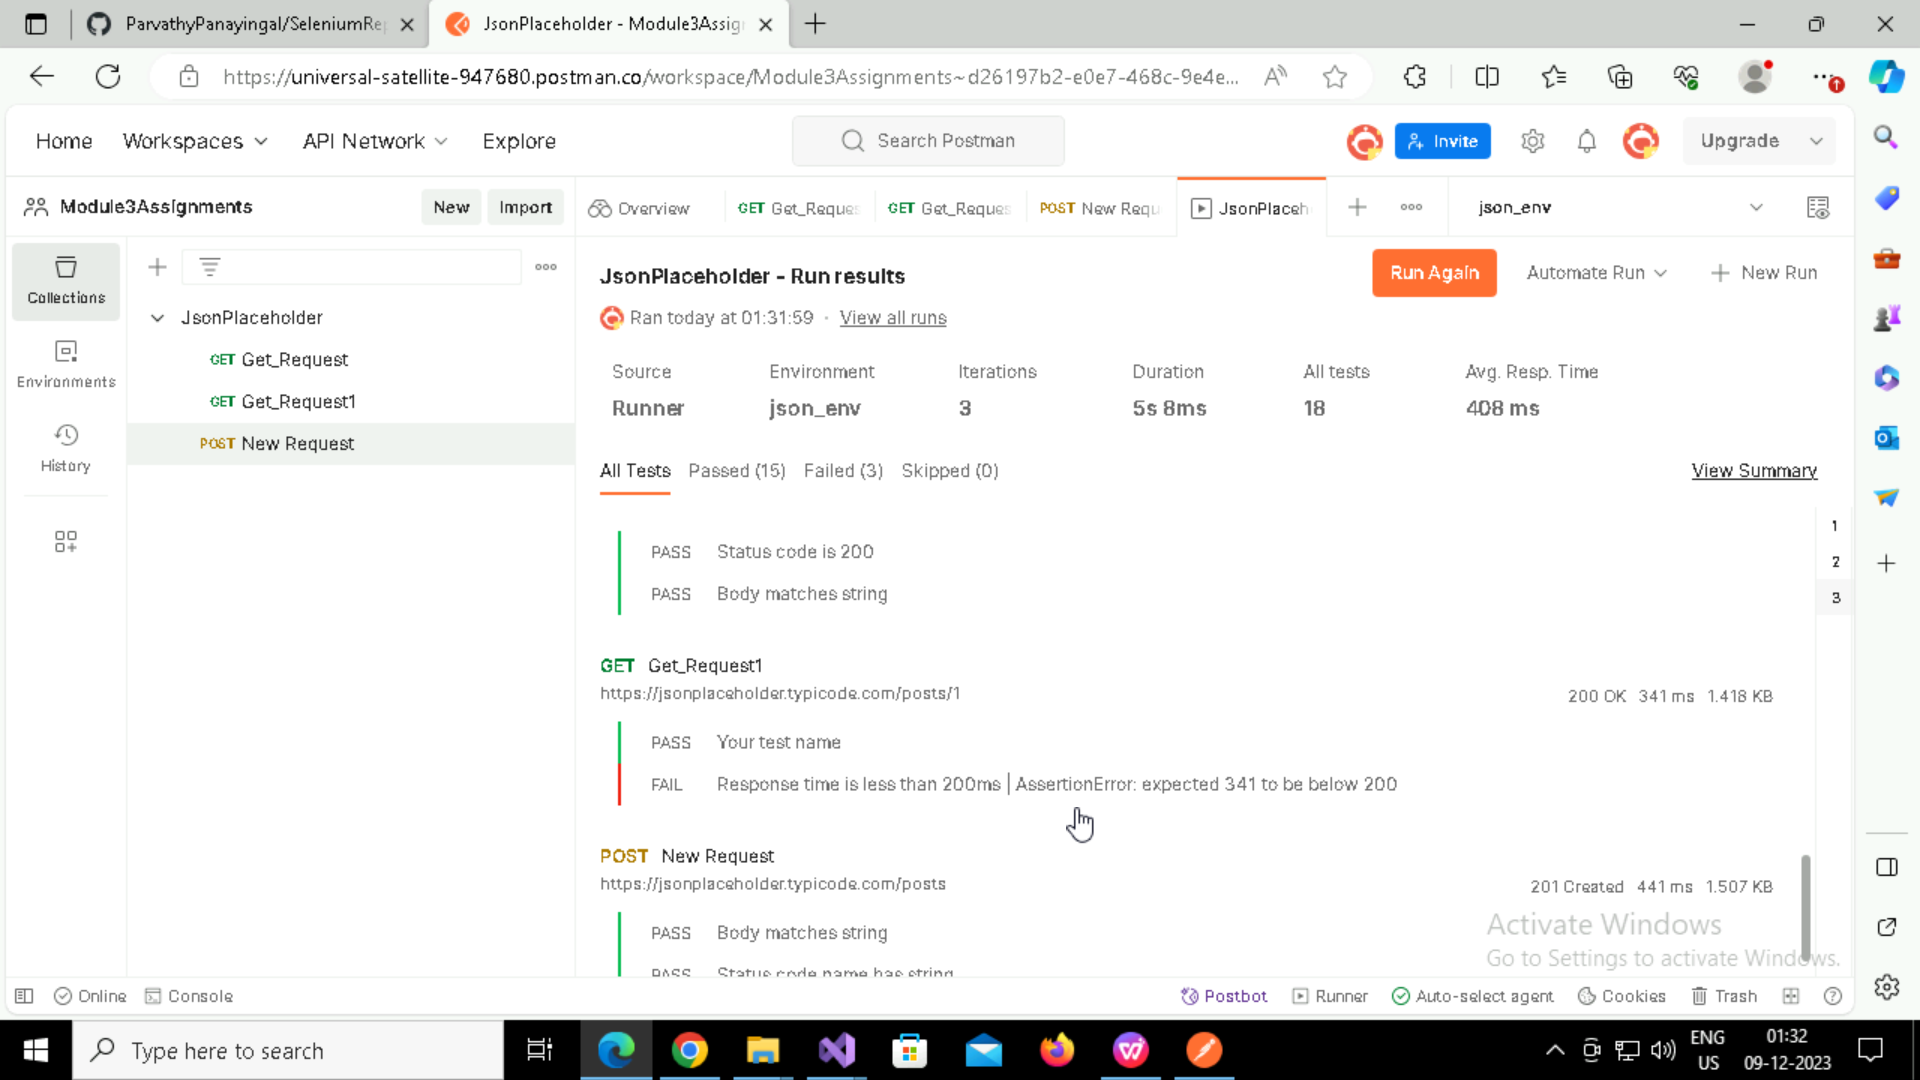 ParvathyPanayingal/SeleniumRe
JsonPlaceholder - Module3Assig
https://universal-satellite-947680.postman.co/workspace/Module3Assignments~d26197b2-e0e7-468c-9e4e...
Home Workspaces API Network Explore
Search Postman
Invite
Upgrade
Module3Assignments
New
Import
Overview
GET Get_Reques
GET Get_Reques
POST New Requ
JsonPlaceh
json_env
Collections
Environments
History
JsonPlaceholder
GET Get_Request
GET Get_Request1
POST New Request
JsonPlaceholder - Run results
Run Again
Automate Run
New Run
Ran today at 01:31:59 · View all runs
Source Environment Iterations Duration All tests Avg. Resp. Time
Runner json_env 3 5s 8ms 18 408 ms
All Tests Passed (15) Failed (3) Skipped (0)
View Summary
1
2
3
PASS Status code is 200
PASS Body matches string
GET Get_Request1
https://jsonplaceholder.typicode.com/posts/1
200 OK 341 ms 1.418 KB
PASS Your test name
FAIL Response time is less than 200ms | AssertionError: expected 341 to be below 200
POST New Request
https://jsonplaceholder.typicode.com/posts
201 Created 441 ms 1.507 KB
PASS Body matches string
PASS Status code name has string
Activate Windows
Go to Settings to activate Windows.
Online
Console
Postbot
Runner
Auto-select agent
Cookies
Trash
Type here to search
ENG
US
01:32
09-12-2023